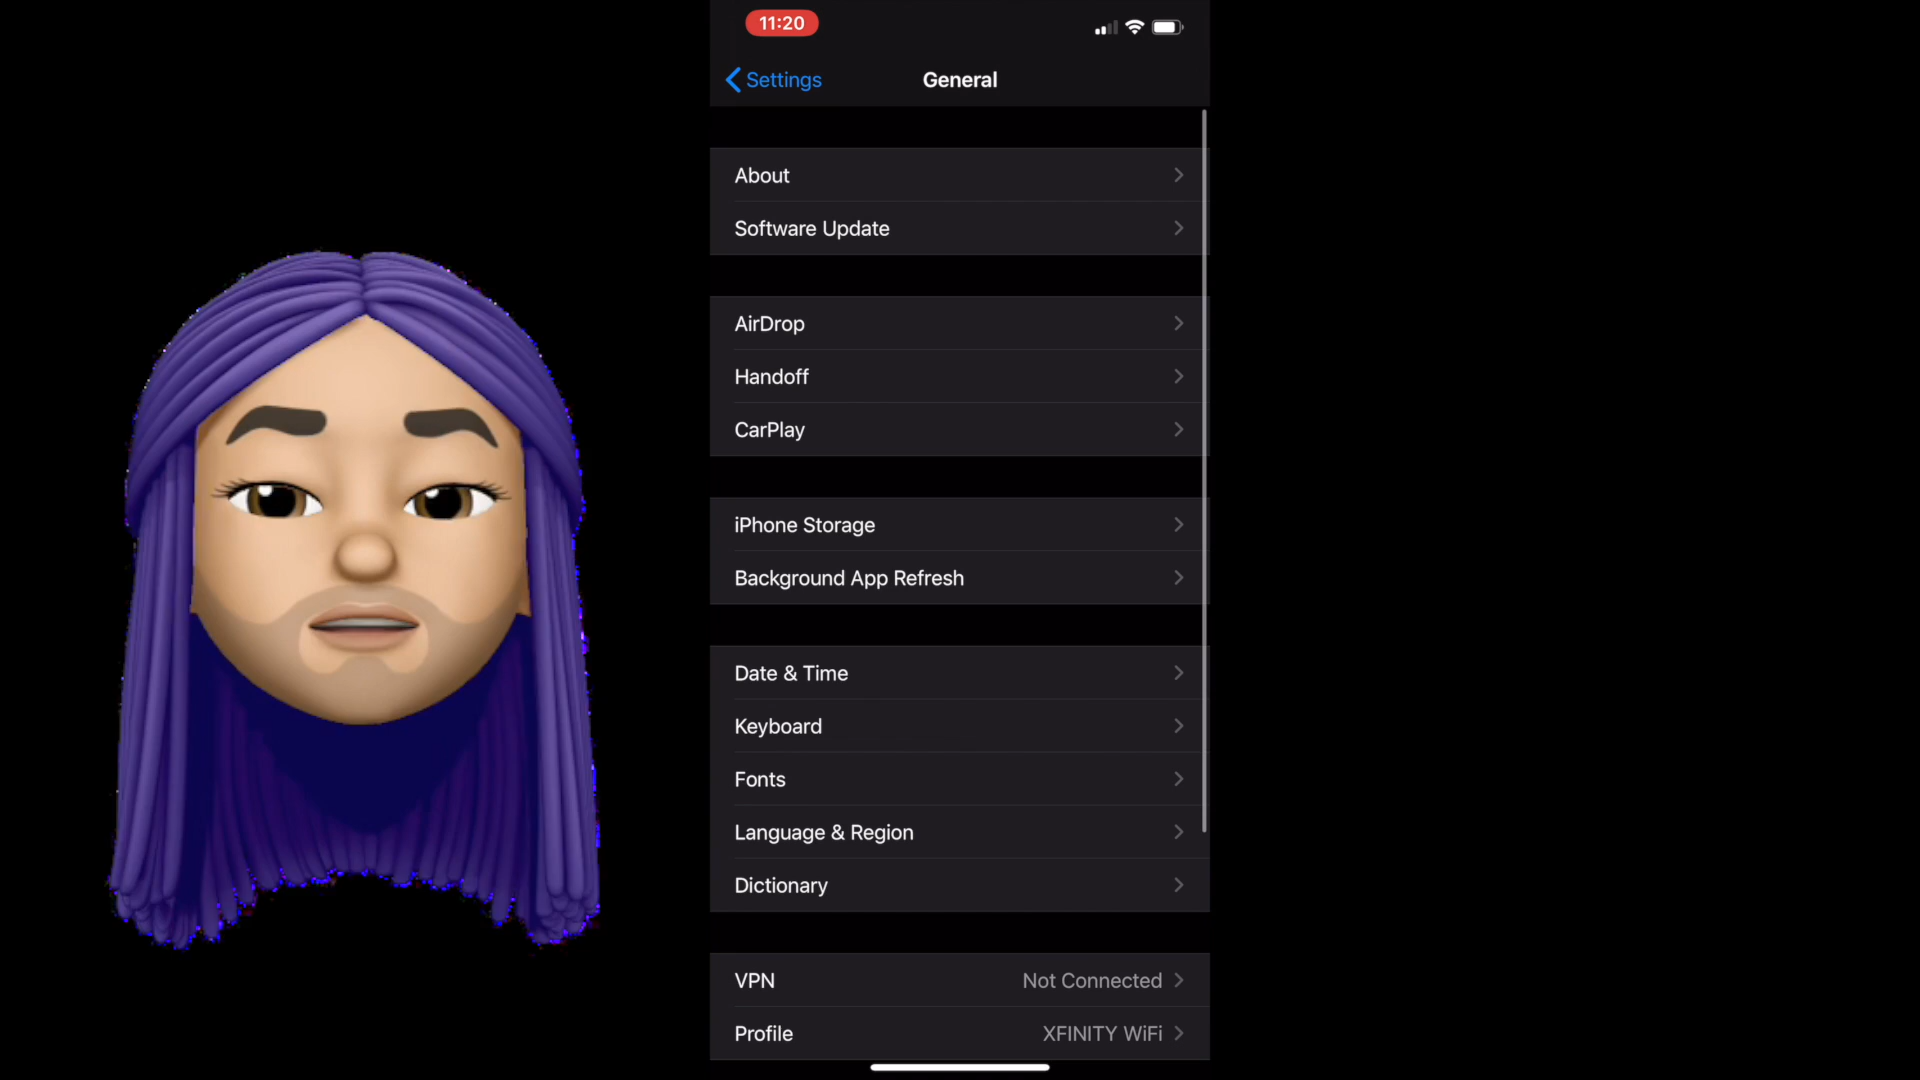 11:20
Settings
General
About
Software Update
AirDrop
Handoff
CarPlay
iPhone Storage
Background App Refresh
Date & Time
Keyboard
Fonts
Language & Region
Dictionary
VPN Not Connected
Profile XFINITY WiFi